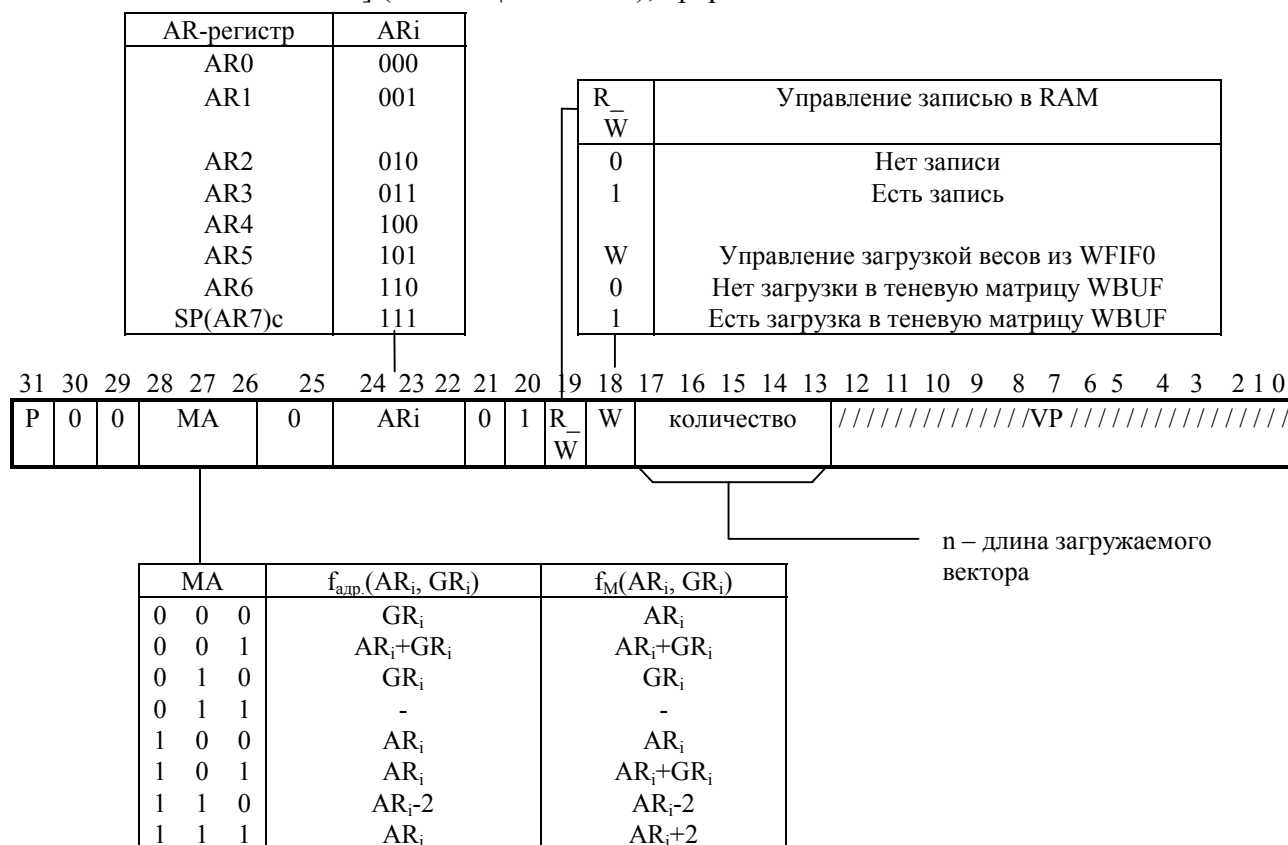 AR-регистр ARi
AR0 000
AR1 001
AR2 010
AR3 011
AR4 100
AR5 101
AR6 110
SP(AR7)c 111
R_ Управление записью в RAM
W
0 Нет записи
1 Есть запись
W Управление загрузкой весов из WFIF0
0 Нет загрузки в теневую матрицу WBUF
1 Есть загрузка в теневую матрицу WBUF
31 30 29 28 27 26 25 24 23 22 21 20 19 18 17 16 15 14 13 12 11 10 9 8 7 6 5 4 3 2 1 0
P 0 0 MA 0 ARi 0 1 R_ W количество / / / / / / / / / / / / / /VP / / / / / / / / / / / / / / / /
W
n – длина загружаемого
вектора
MA fадр.(ARi, GRi) fM(ARi, GRi)
0 0 0 GRi ARi
0 0 1 ARi+GRi ARi+GRi
0 1 0 GRi GRi
0 1 1 - -
1 0 0 ARi ARi
1 0 1 ARi ARi+GRi
1 1 0 ARi-2 ARi-2
1 1 1 ARi ARi+2